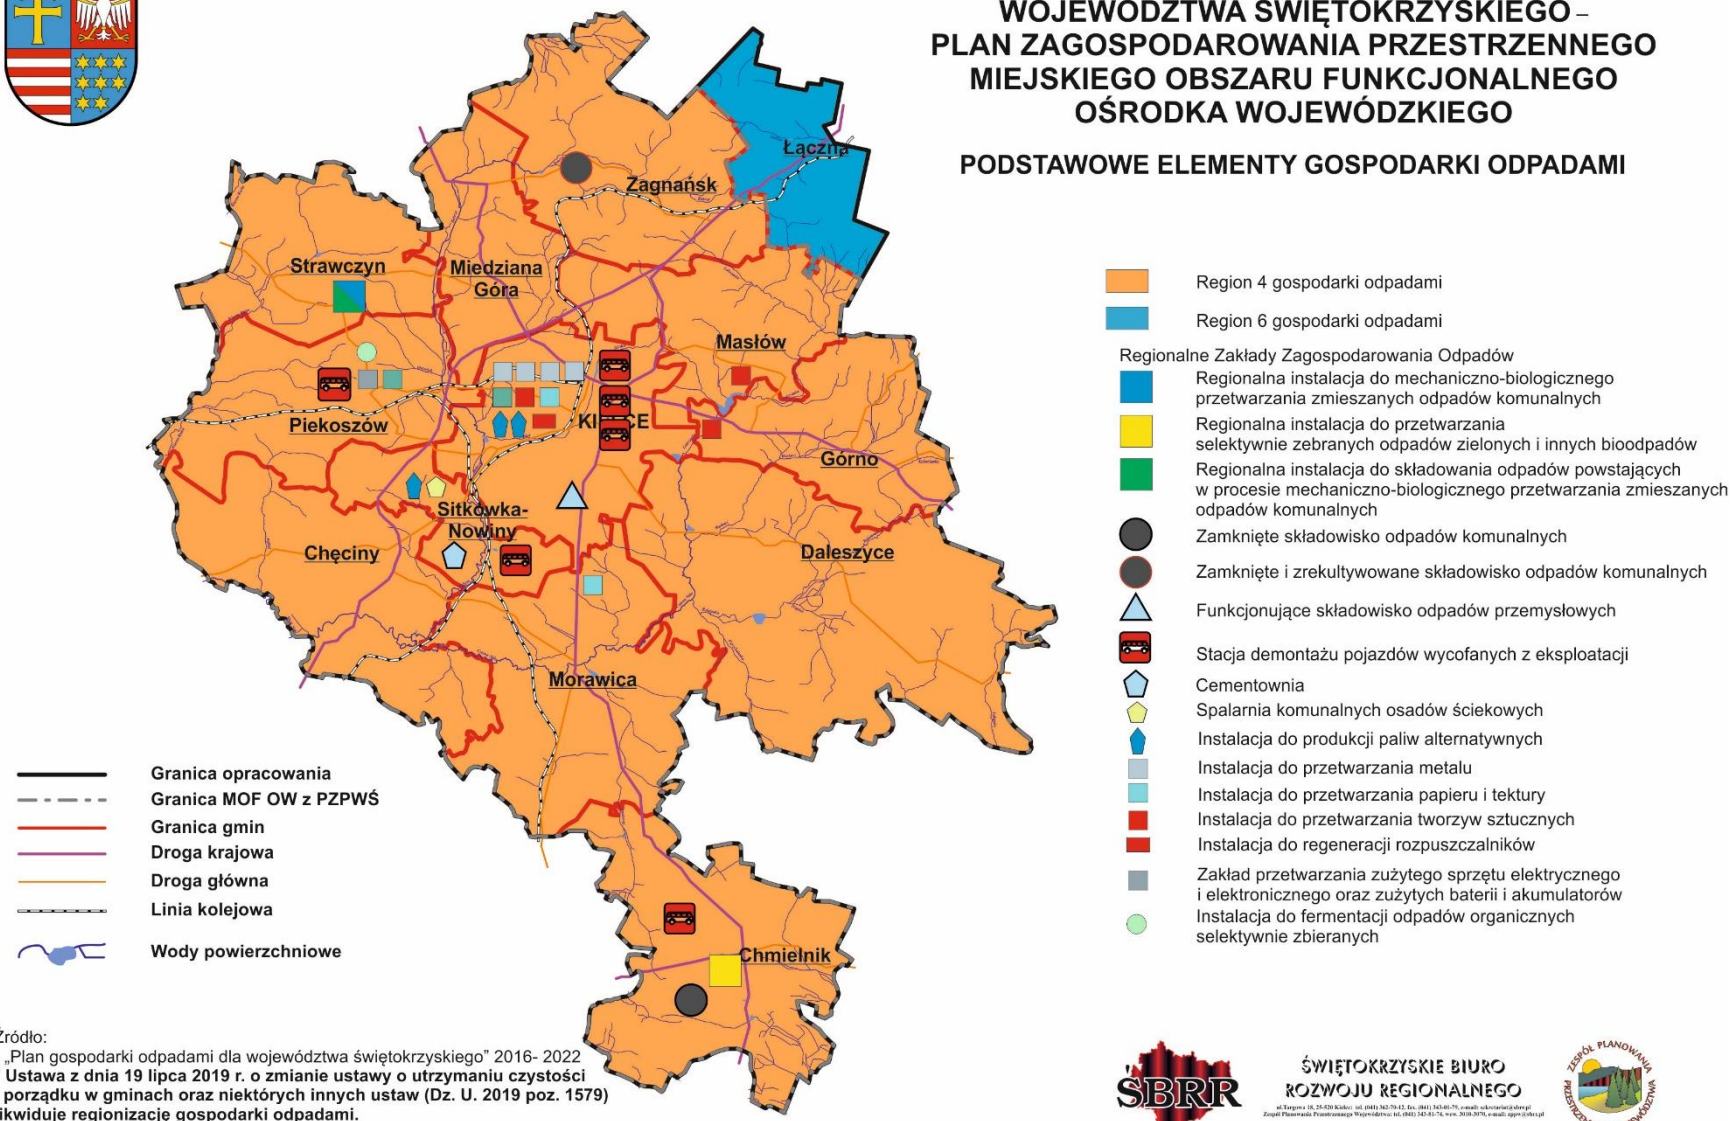 WOJEWÓDZTWA ŚWIĘTOKRZYSKIEGO –
PLAN ZAGOSPODAROWANIA PRZESTRZENNEGO
MIEJSKIEGO OBSZARU FUNKCJONALNEGO
OŚRODKA WOJEWÓDZKIEGO
PODSTAWOWE ELEMENTY GOSPODARKI ODPADAMI
Łączna
Zagnańsk
Strawczyn
Miedziana
Góra
Masłów
Piekoszów
KI CE
Górno
Sitkówka-
Nowiny
Chęciny
Daleszyce
Morawica
Chmielnik
Region 4 gospodarki odpadami
Region 6 gospodarki odpadami
Regionalne Zakłady Zagospodarowania Odpadów
Regionalna instalacja do mechaniczno-biologicznego
przetwarzania zmieszanych odpadów komunalnych
Regionalna instalacja do przetwarzania
selektywnie zebranych odpadów zielonych i innych bioodpadów
Regionalna instalacja do składowania odpadów powstających
w procesie mechaniczno-biologicznego przetwarzania zmieszanych
odpadów komunalnych
Zamknięte składowisko odpadów komunalnych
Zamknięte i zrekultywowane składowisko odpadów komunalnych
Funkcjonujące składowisko odpadów przemysłowych
Stacja demontażu pojazdów wycofanych z eksploatacji
Cementownia
Spalarnia komunalnych osadów ściekowych
Instalacja do produkcji paliw alternatywnych
Instalacja do przetwarzania metalu
Instalacja do przetwarzania papieru i tektury
Instalacja do przetwarzania tworzyw sztucznych
Instalacja do regeneracji rozpuszczalników
Zakład przetwarzania zużytego sprzętu elektrycznego
i elektronicznego oraz zużytych baterii i akumulatorów
Instalacja do fermentacji odpadów organicznych
selektywnie zbieranych
Granica opracowania
Granica MOF OW z PZPWŚ
Granica gmin
Droga krajowa
Droga główna
Linia kolejowa
Wody powierzchniowe
Źródło:
„Plan gospodarki odpadami dla województwa świętokrzyskiego” 2016- 2022
Ustawa z dnia 19 lipca 2019 r. o zmianie ustawy o utrzymaniu czystości
porządku w gminach oraz niektórych innych ustaw (Dz. U. 2019 poz. 1579)
likwiduje regionizację gospodarki odpadami.
SBRR
ŚWIĘTOKRZYSKIE BIURO
ROZWOJU REGIONALNEGO
ZESPÓŁ PLANOWANIA